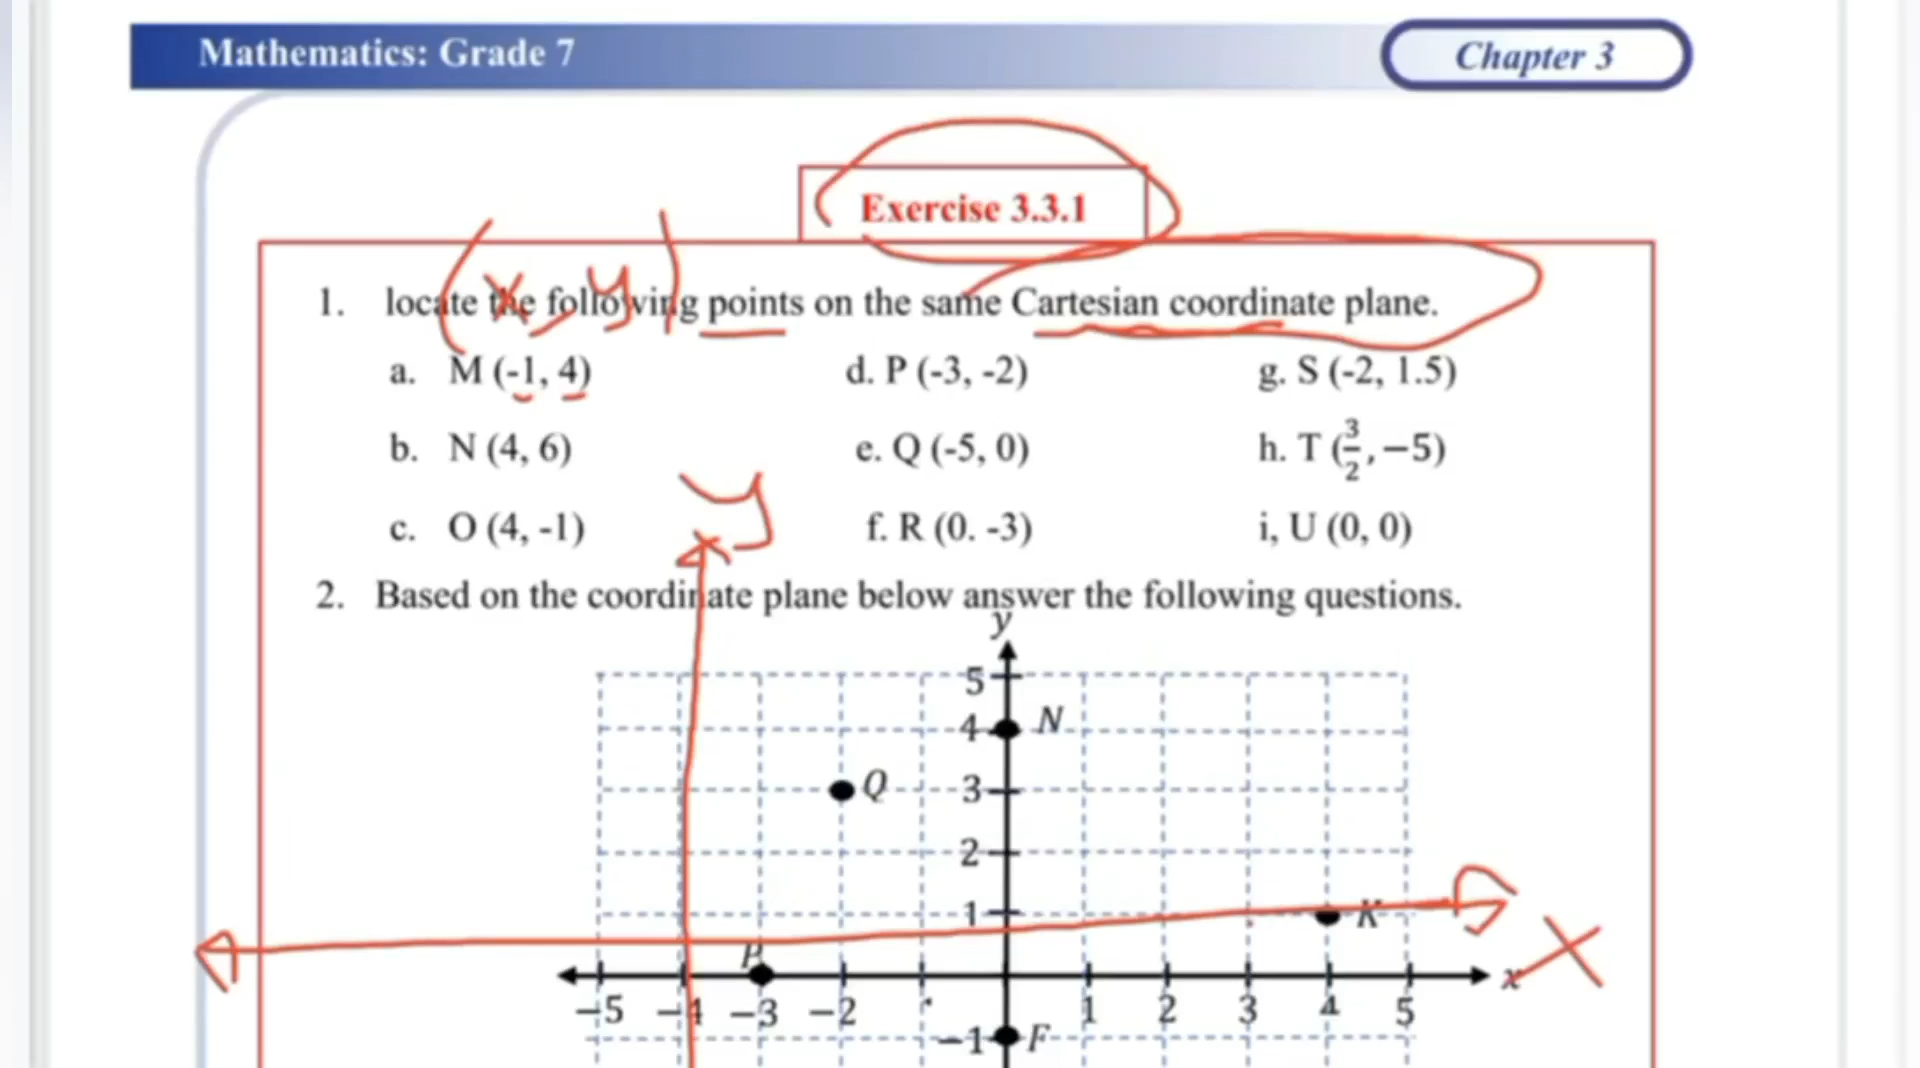 Mathematics: Grade 7
Chapter 3
Exercise 3.3.1
(x, y)
1. locate the following points on the same Cartesian coordinate plane.
a. M (-1, 4) d. P (-3, -2) g. S (-2, 1.5)
b. N (4, 6) e. Q (-5, 0) h. T (3/2, −5)
c. O (4, -1) f. R (0. -3) i, U (0, 0)
y
2. Based on the coordinate plane below answer the following questions.
y
5
4 N
Q 3
2
1 K
P
x X
−5 −4 −3 −2 1 2 3 4 5
−1 F